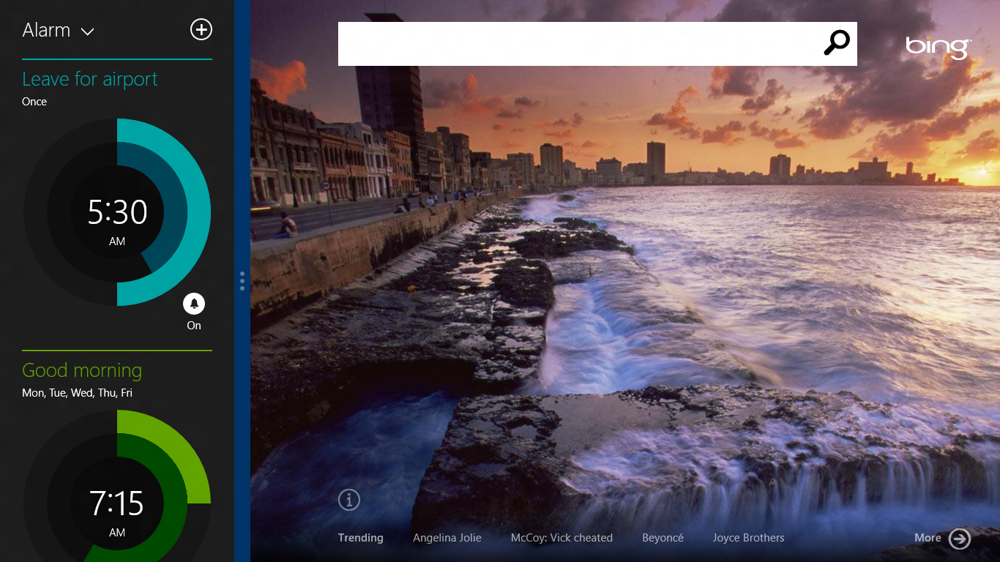 Alarm
Leave for airport
Once
5:30
AM
On
Good morning
Mon, Tue, Wed, Thu, Fri
7:15
AM
bing
Trending Angelina Jolie McCoy: Vick cheated Beyoncé Joyce Brothers More